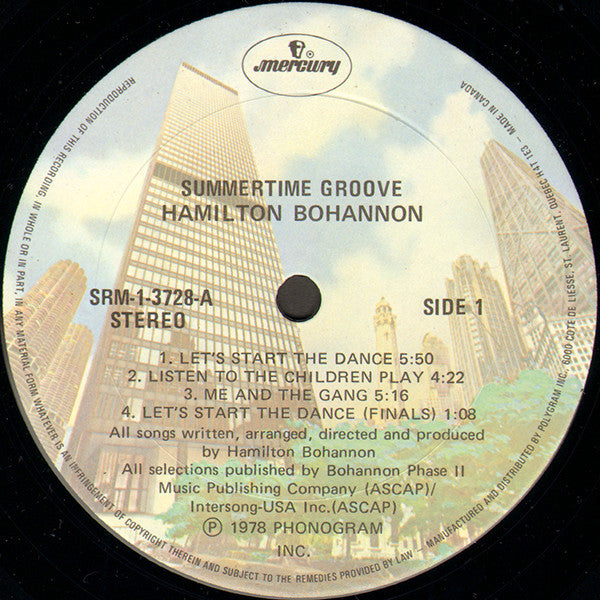 mercury
SUMMERTIME GROOVE
HAMILTON BOHANNON
SRM-1-3728-A
STEREO
SIDE 1
1. LET'S START THE DANCE 5:50
2. LISTEN TO THE CHILDREN PLAY 4:22
3. ME AND THE GANG 5:16
4. LET'S START THE DANCE (FINALS) 1:08
All songs written, arranged, directed and produced
by Hamilton Bohannon
All selections published by Bohannon Phase II
Music Publishing Company (ASCAP)/
Intersong-USA Inc.(ASCAP)
Ⓟ 1978 PHONOGRAM
INC.
REPRODUCTION OF THIS RECORDING, IN WHOLE OR IN PART, IN ANY MATERIAL FORM WHATEVER IS AN INFRINGEMENT OF COPYRIGHT THEREIN AND SUBJECT TO THE REMEDIES PROVIDED BY LAW / MANUFACTURED AND DISTRIBUTED BY POLYGRAM INC. 6000 COTE DE LIESSE, ST. LAURENT, QUEBEC H4T 1E3 - MADE IN CANADA